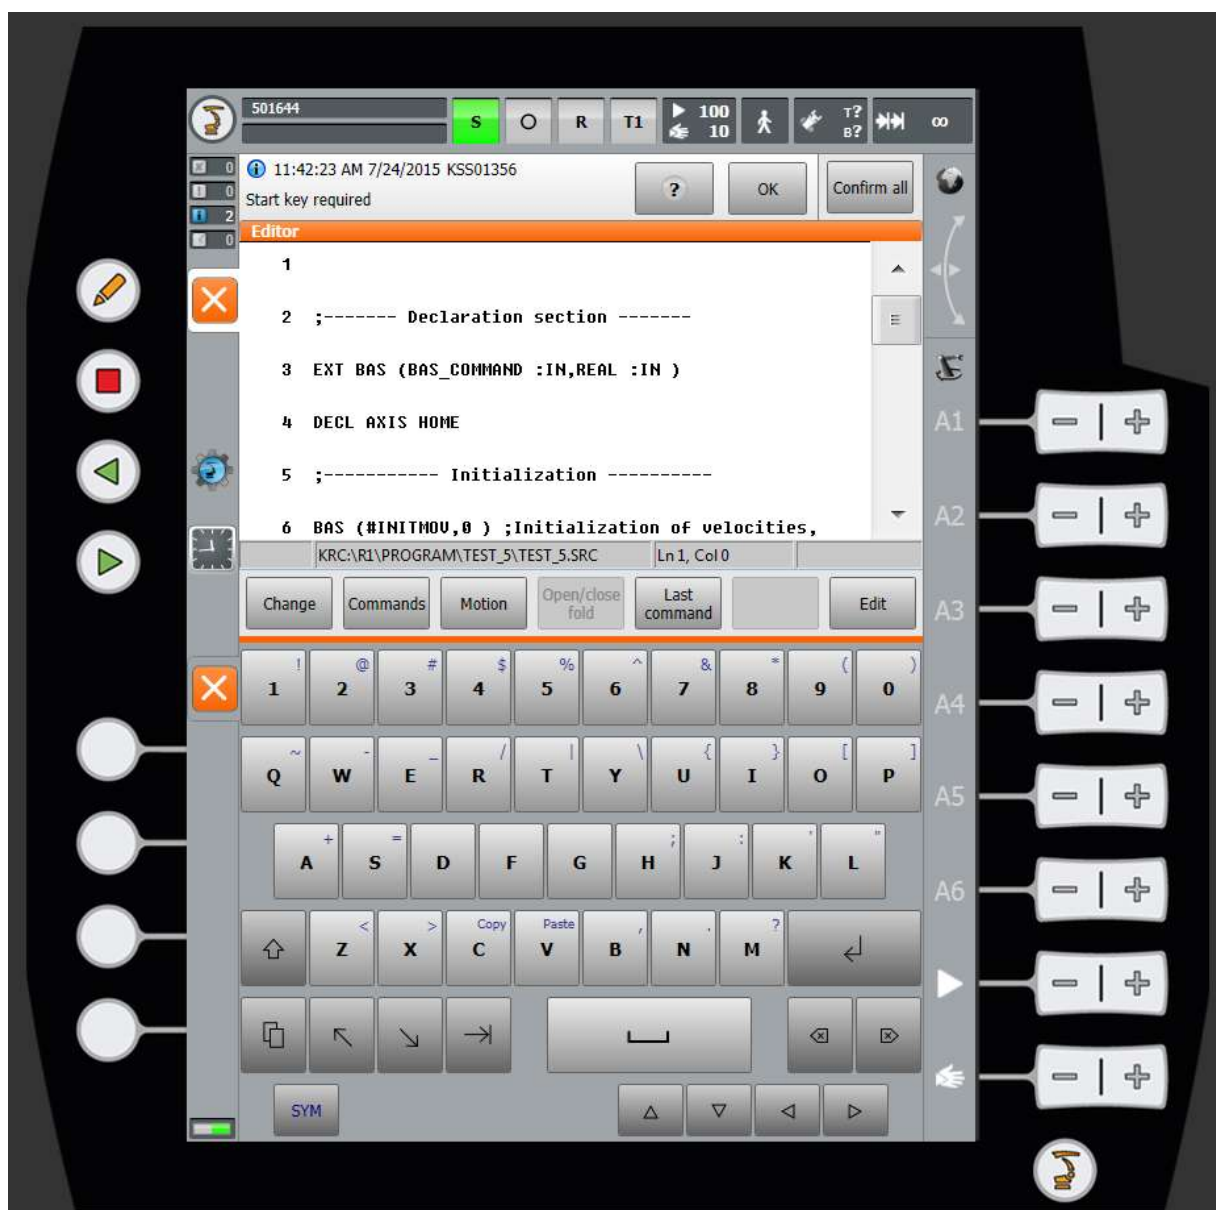 501644
S O R T1 100 10 T? B? ∞
0
0
2
0
11:42:23 AM 7/24/2015 KSS01356
Start key required
? OK Confirm all
i
Editor
1
2 ;------- Declaration section -------
3 EXT BAS (BAS_COMMAND :IN,REAL :IN )
4 DECL AXIS HOME
5 ;----------- Initialization ----------
6 BAS (#INITMOV,0 ) ;Initialization of velocities,
KRC:\R1\PROGRAM\TEST_5\TEST_5.SRC Ln 1, Col 0
Change Commands Motion Open/close fold Last command Edit
! @ # $ % ^ & * ( )
1 2 3 4 5 6 7 8 9 0
~ - _ / | \ { } [ ]
Q W E R T Y U I O P
+ = ; : ' "
A S D F G H J K L
< > Copy Paste , . ?
Z X C V B N M
SYM
A1 - | +
A2 - | +
A3 - | +
A4 - | +
A5 - | +
A6 - | +
- | +
- | +